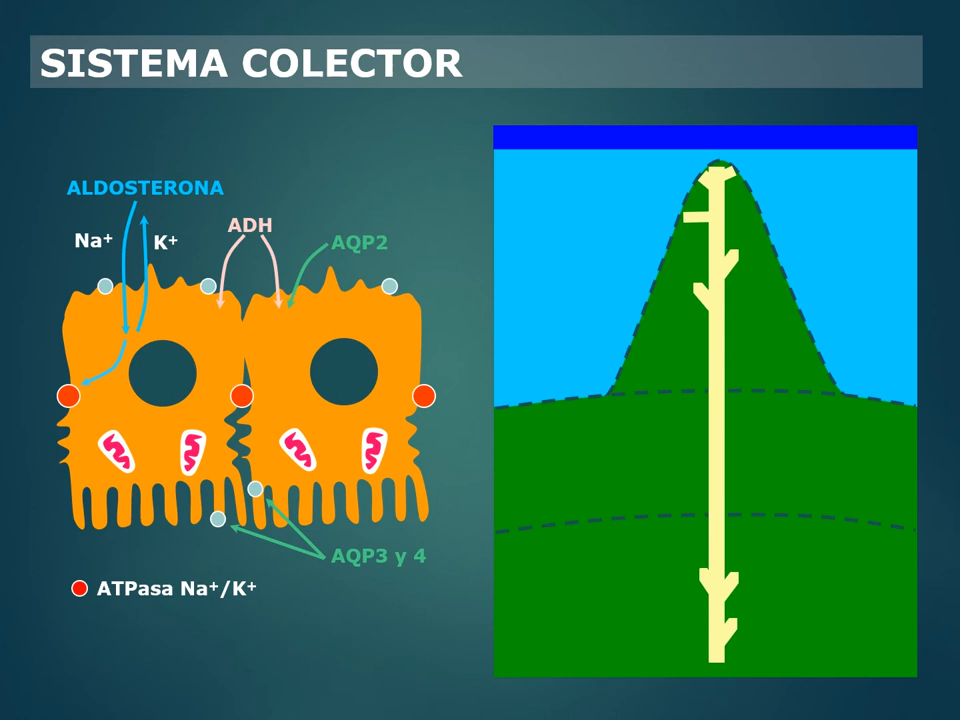 SISTEMA COLECTOR
ALDOSTERONA
ADH
Na⁺
K⁺
AQP2
AQP3 y 4
ATPasa Na⁺/K⁺